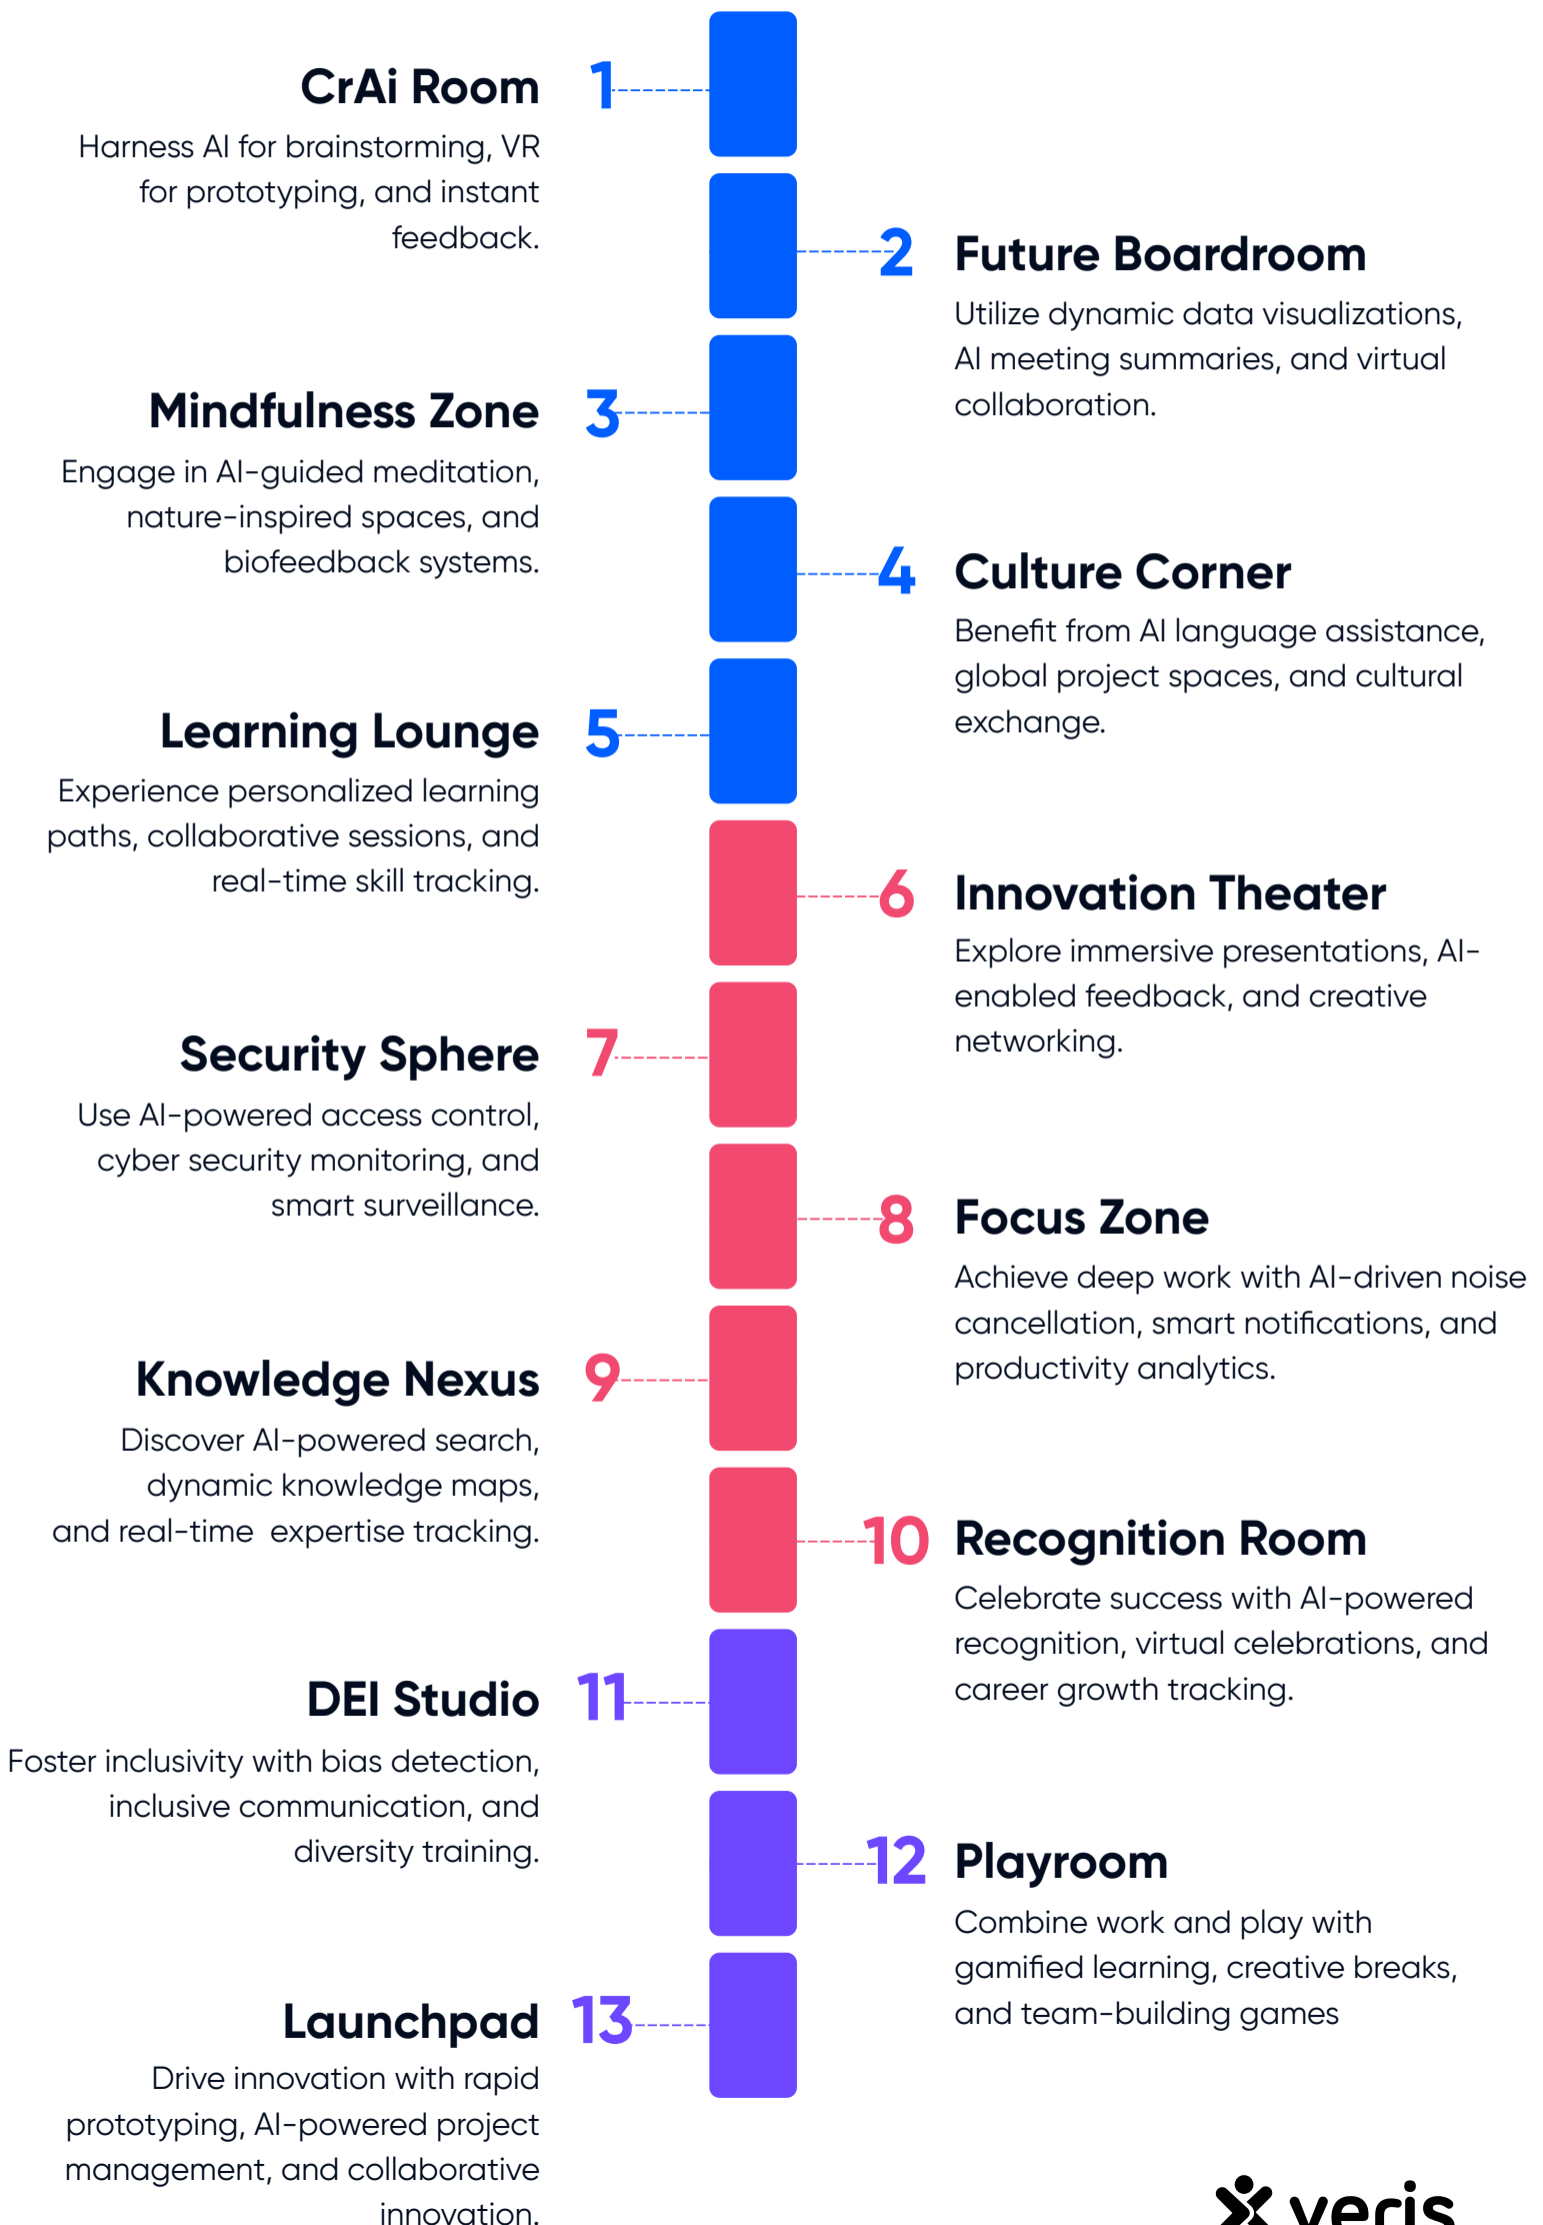 1
CrAi Room
Harness AI for brainstorming, VR
for prototyping, and instant
feedback.
2
Future Boardroom
Utilize dynamic data visualizations,
AI meeting summaries, and virtual
collaboration.
3
Mindfulness Zone
Engage in AI-guided meditation,
nature-inspired spaces, and
biofeedback systems.
4
Culture Corner
Benefit from AI language assistance,
global project spaces, and cultural
exchange.
5
Learning Lounge
Experience personalized learning
paths, collaborative sessions, and
real-time skill tracking.
6
Innovation Theater
Explore immersive presentations, AI-
enabled feedback, and creative
networking.
7
Security Sphere
Use AI-powered access control,
cyber security monitoring, and
smart surveillance.
8
Focus Zone
Achieve deep work with AI-driven noise
cancellation, smart notifications, and
productivity analytics.
9
Knowledge Nexus
Discover AI-powered search,
dynamic knowledge maps,
and real-time  expertise tracking.
10
Recognition Room
Celebrate success with AI-powered
recognition, virtual celebrations, and
career growth tracking.
11
DEI Studio
Foster inclusivity with bias detection,
inclusive communication, and
diversity training.
12
Playroom
Combine work and play with
gamified learning, creative breaks,
and team-building games
13
Launchpad
Drive innovation with rapid
prototyping, AI-powered project
management, and collaborative
innovation.
veris